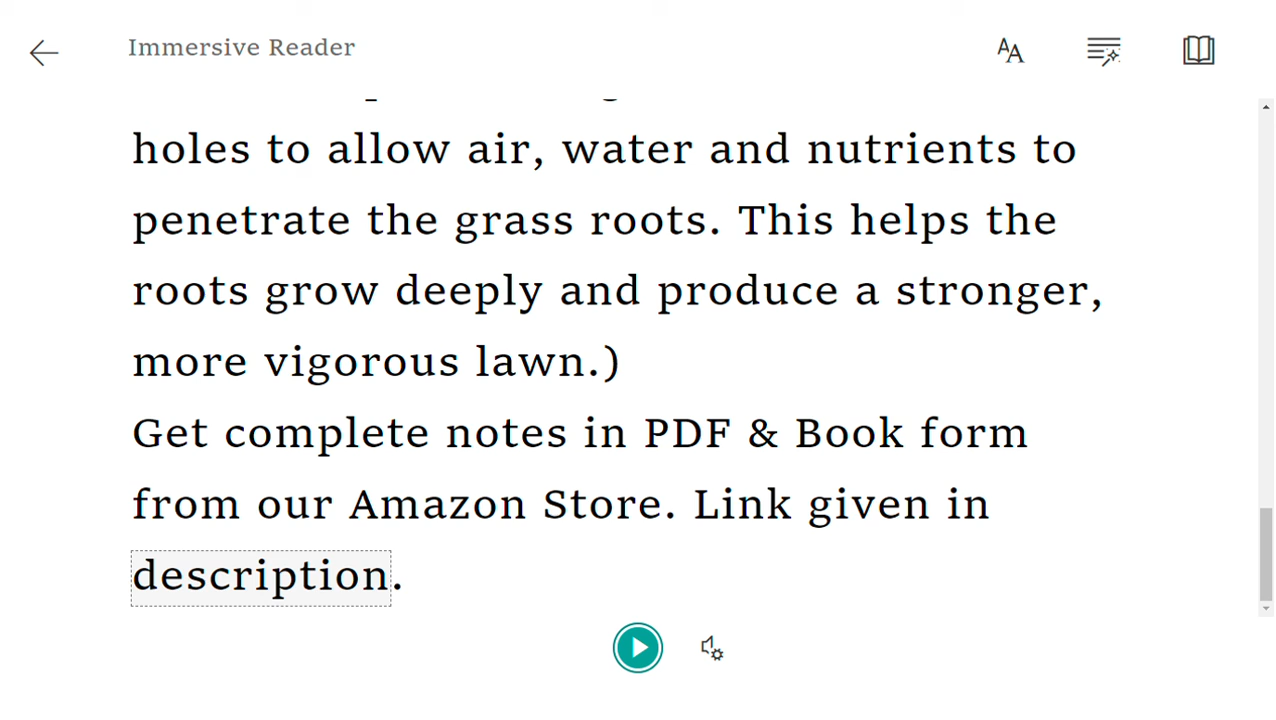 Immersive Reader
holes to allow air, water and nutrients to
penetrate the grass roots. This helps the
roots grow deeply and produce a stronger,
more vigorous lawn.)
Get complete notes in PDF & Book form
from our Amazon Store. Link given in
description.